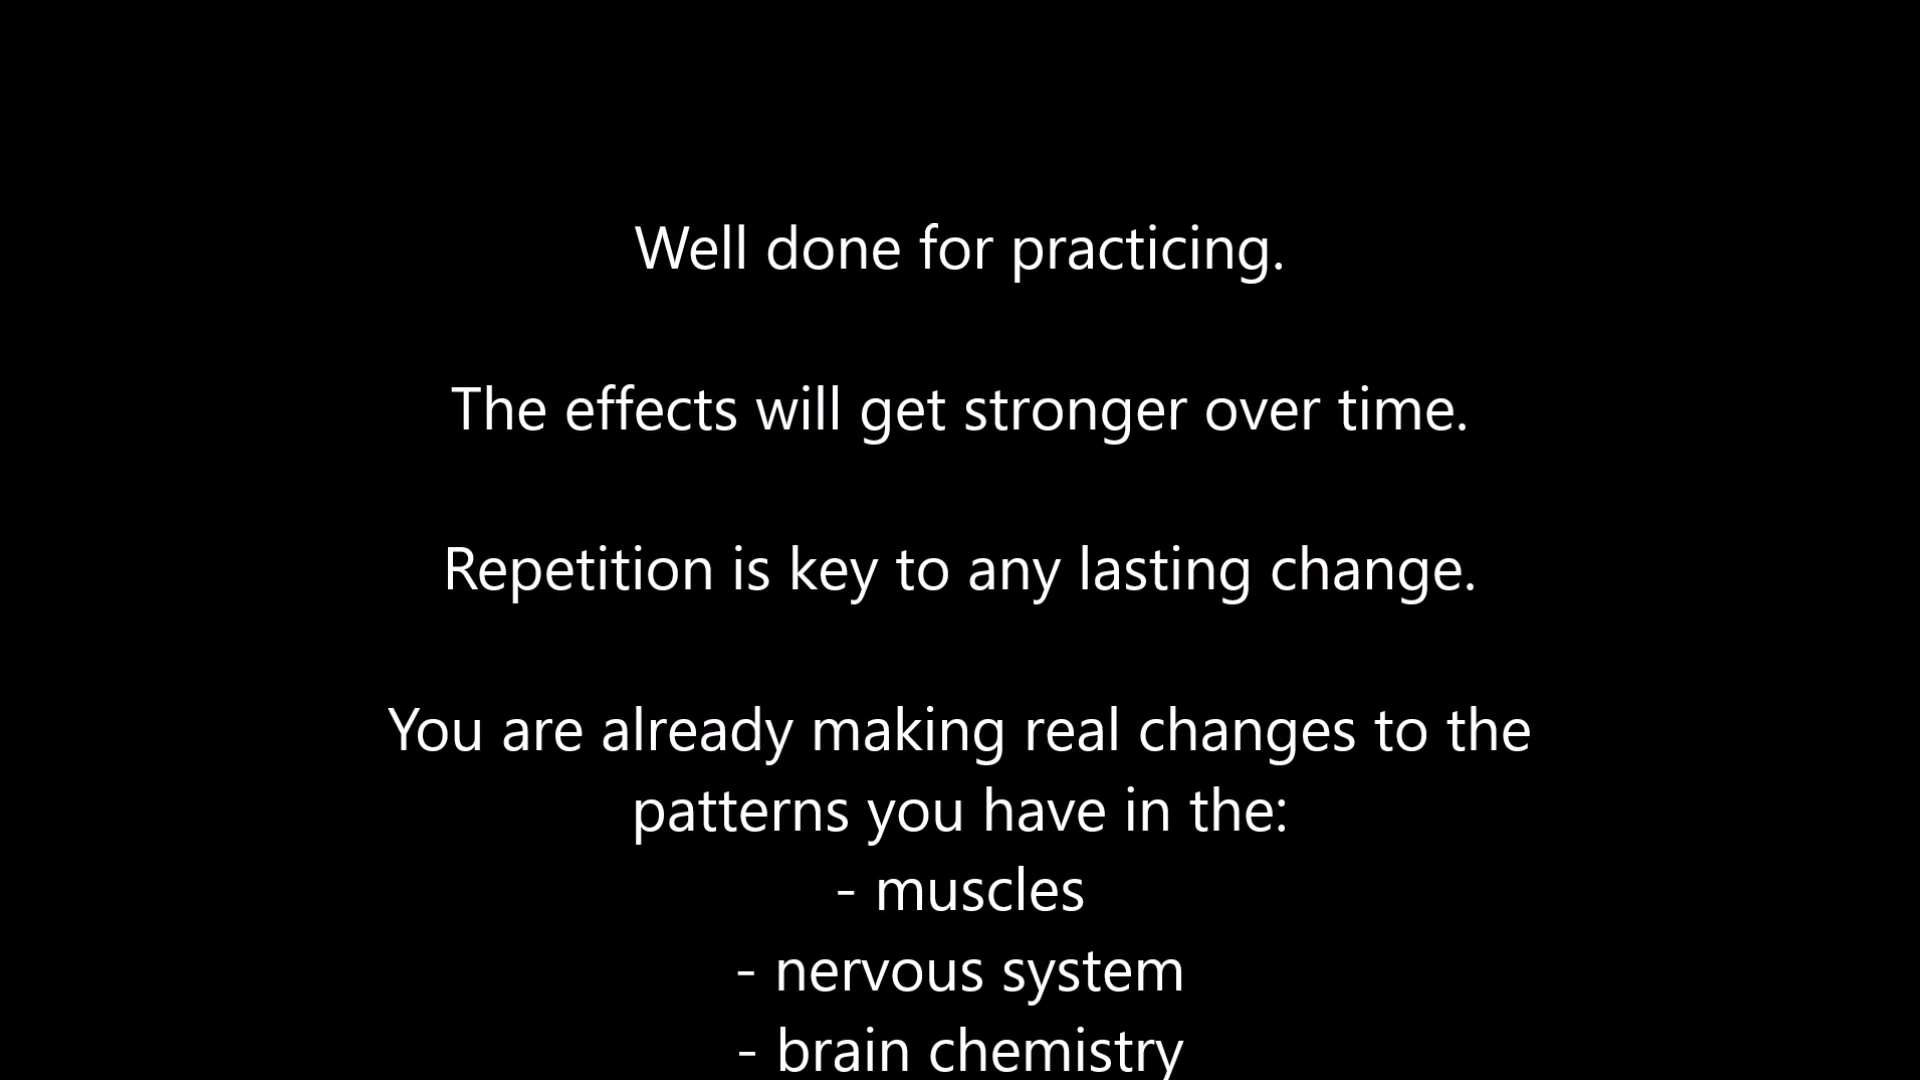 Well done for practicing.
The effects will get stronger over time.
Repetition is key to any lasting change.
You are already making real changes to the
patterns you have in the:
- muscles
- nervous system
- brain chemistry